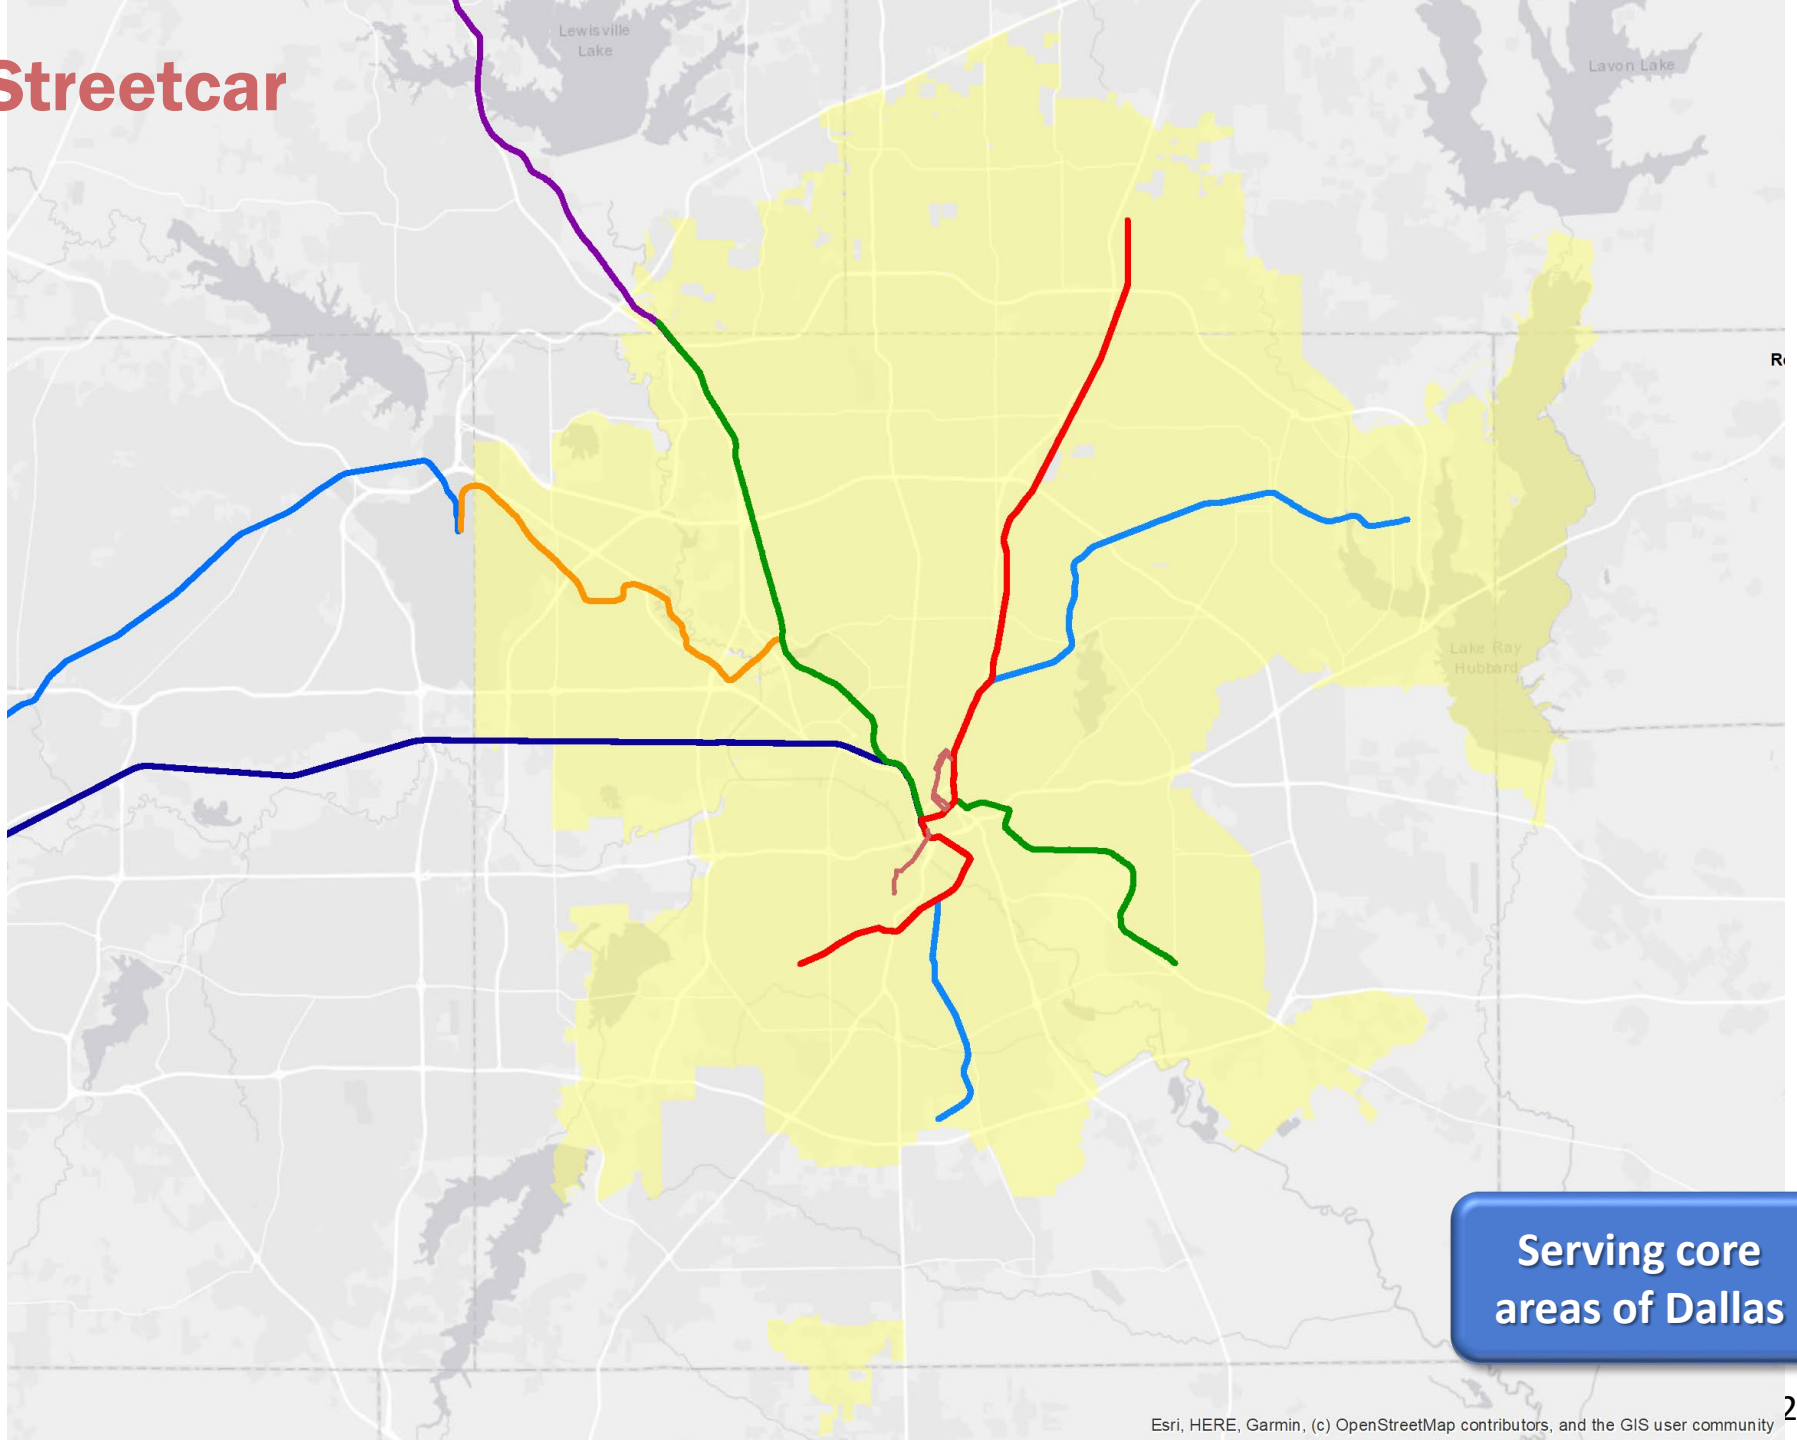 Lewisville
Lake
Streetcar
Lavon Lake
Lake Ray
Hubbard
Serving core
areas of Dallas
Esri, HERE, Garmin, (c) OpenStreetMap contributors, and the GIS user community